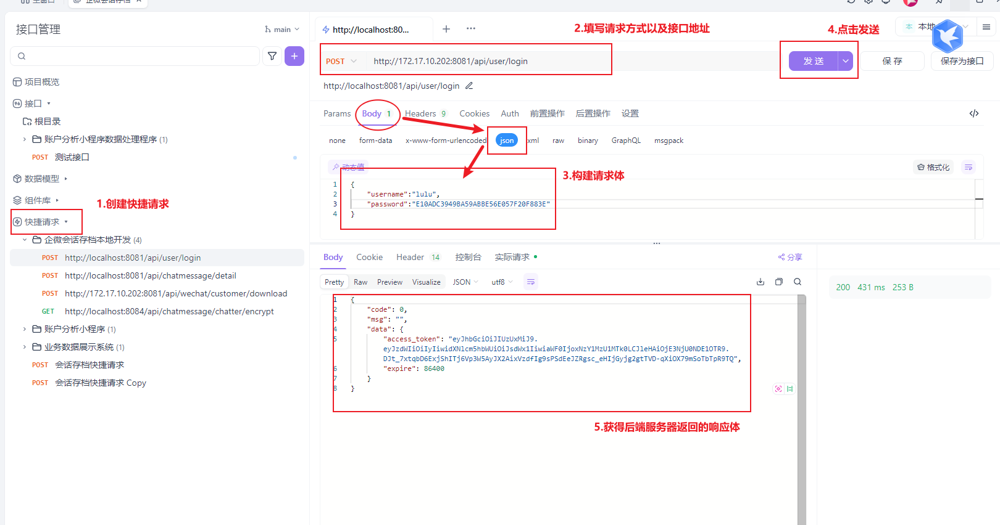 主窗口
企微会话存档 ×
接口管理
main
http://localhost:80...
2.填写请求方式以及接口地址
4.点击发送
本 本地
POST
http://172.17.10.202:8081/api/user/login
发 送
保 存
保存为接口
http://localhost:8081/api/user/login
项目概览
接口
根目录
账户分析小程序数据处理程序 (1)
POST 测试接口
数据模型
组件库
1.创建快捷请求
快捷请求
企微会话存档本地开发 (4)
POST http://localhost:8081/api/user/login
POST http://localhost:8081/api/chatmessage/detail
POST http://172.17.10.202:8081/api/wechat/customer/download
GET http://localhost:8084/api/chatmessage/chatter/encrypt
账户分析小程序 (1)
业务数据展示系统 (1)
POST 会话存档快捷请求
POST 会话存档快捷请求 Copy
Params Body 1 Headers 9 Cookies Auth 前置操作 后置操作 设置
none form-data x-www-form-urlencoded json xml raw binary GraphQL msgpack
动态值
3.构建请求体
格式化
1 {
2 "username":"lulu",
3 "password":"E10ADC3949BA59ABBE56E057F20F883E"
4 }
Body Cookie Header 14 控制台 实际请求
分享
Pretty Raw Preview Visualize JSON utf8
200 431 ms 253 B
1 {
2 "code": 0,
3 "msg": "",
4 "data": {
5 "access_token": "eyJhbGciOiJIUzUxMiJ9.
eyJzdWIiOiIyIiwidXNlcm5hbWUiOiJsdWx1IiwiaWF0IjoxNzY1MzU1MTk0LCJleHAiOjE3NjU0NDE1OTR9.
DJt_7xtqbD6ExjShITj6Vp3W5AyJX2AixVzdfIg9sPSdEeJZRgsc_eHIjGyjg2gtTVD-qXiOX79mSoTbTpR9TQ",
6 "expire": 86400
7 }
8 }
5.获得后端服务器返回的响应体